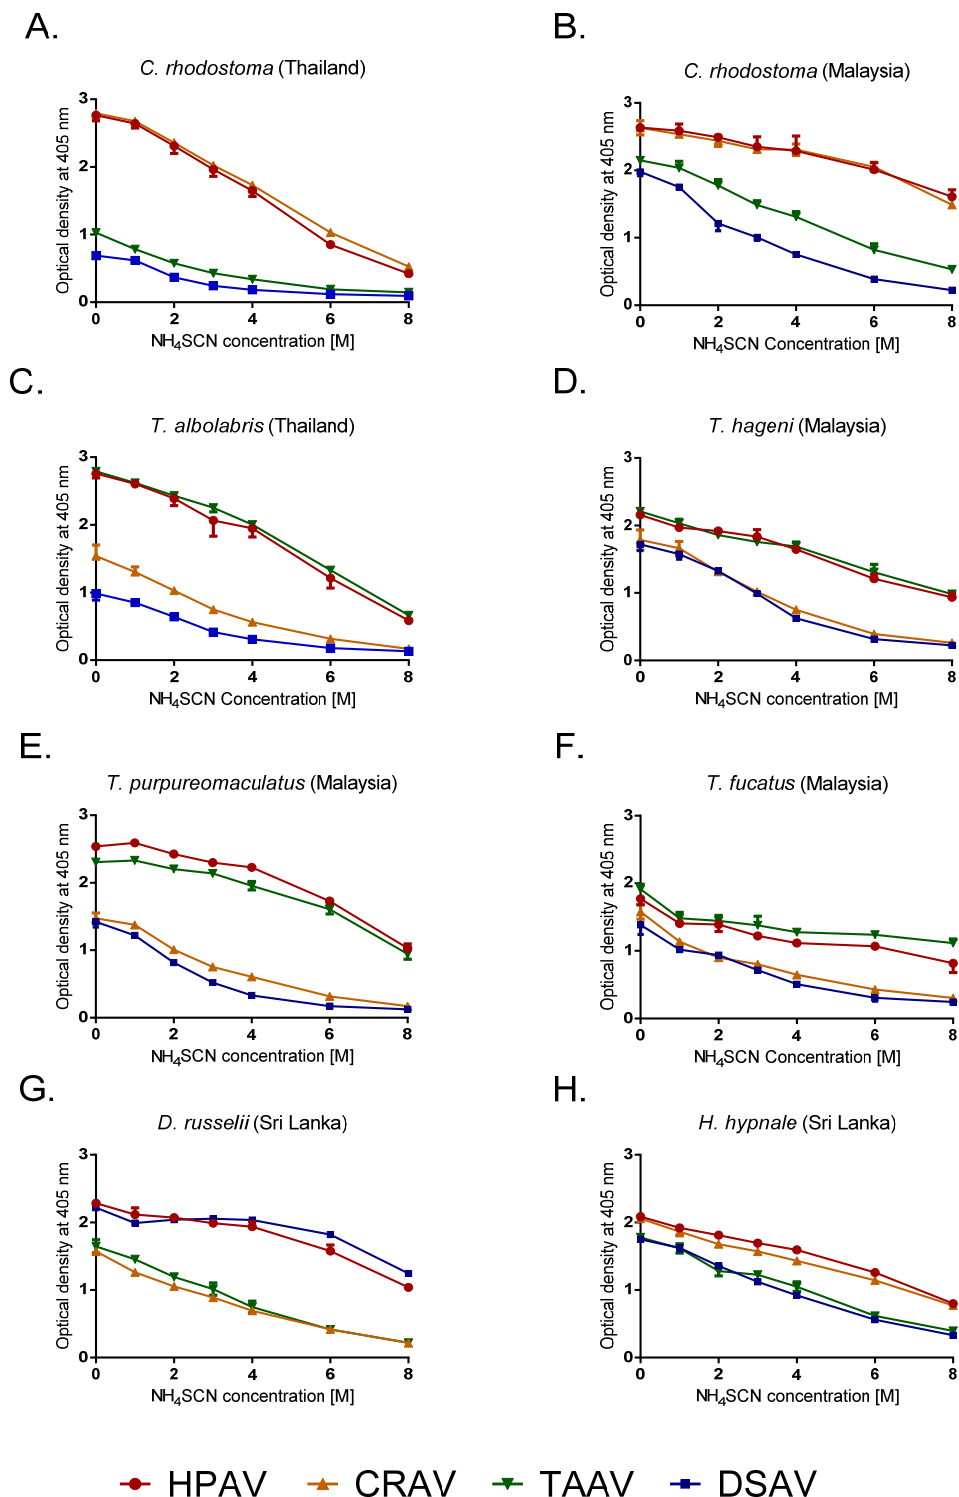 A.
C. rhodostoma (Thailand)
Optical density at 405 nm
3
2
1
0
0 2 4 6 8
NH4SCN concentration [M]
B.
C. rhodostoma (Malaysia)
Optical density at 405 nm
3
2
1
0
0 2 4 6 8
NH4SCN Concentration [M]
C.
T. albolabris (Thailand)
Optical density at 405 nm
3
2
1
0
0 2 4 6 8
NH4SCN Concentration [M]
D.
T. hageni (Malaysia)
Optical density at 405 nm
3
2
1
0
0 2 4 6 8
NH4SCN concentration [M]
E.
T. purpureomaculatus (Malaysia)
Optical density at 405 nm
3
2
1
0
0 2 4 6 8
NH4SCN concentration [M]
F.
T. fucatus (Malaysia)
Optical density at 405 nm
3
2
1
0
0 2 4 6 8
NH4SCN Concentration [M]
G.
D. russelii (Sri Lanka)
Optical density at 405 nm
3
2
1
0
0 2 4 6 8
NH4SCN concentration [M]
H.
H. hypnale (Sri Lanka)
Optical density at 405 nm
3
2
1
0
0 2 4 6 8
NH4SCN concentration [M]
HPAV CRAV TAAV DSAV